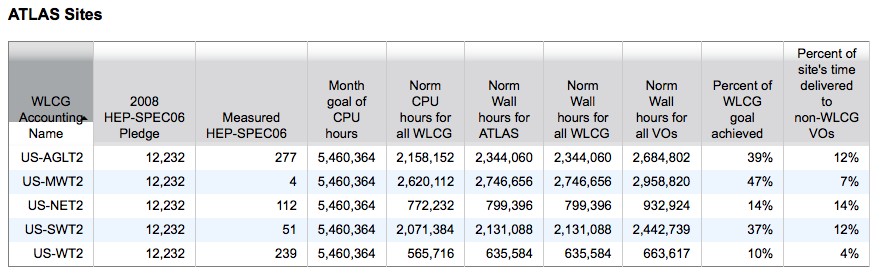 ATLAS Sites
WLCG Accounting Name	2008 HEP-SPEC06 Pledge	Measured HEP-SPEC06	Month goal of CPU hours	Norm CPU hours for all WLCG	Norm Wall hours for ATLAS	Norm Wall hours for all WLCG	Norm Wall hours for all VOs	Percent of WLCG goal achieved	Percent of site's time delivered to non-WLCG VOs
US-AGLT2	12,232	277	5,460,364	2,158,152	2,344,060	2,344,060	2,684,802	39%	12%
US-MWT2	12,232	4	5,460,364	2,620,112	2,746,656	2,746,656	2,958,820	47%	7%
US-NET2	12,232	112	5,460,364	772,232	799,396	799,396	932,924	14%	14%
US-SWT2	12,232	51	5,460,364	2,071,384	2,131,088	2,131,088	2,442,739	37%	12%
US-WT2	12,232	239	5,460,364	565,716	635,584	635,584	663,617	10%	4%